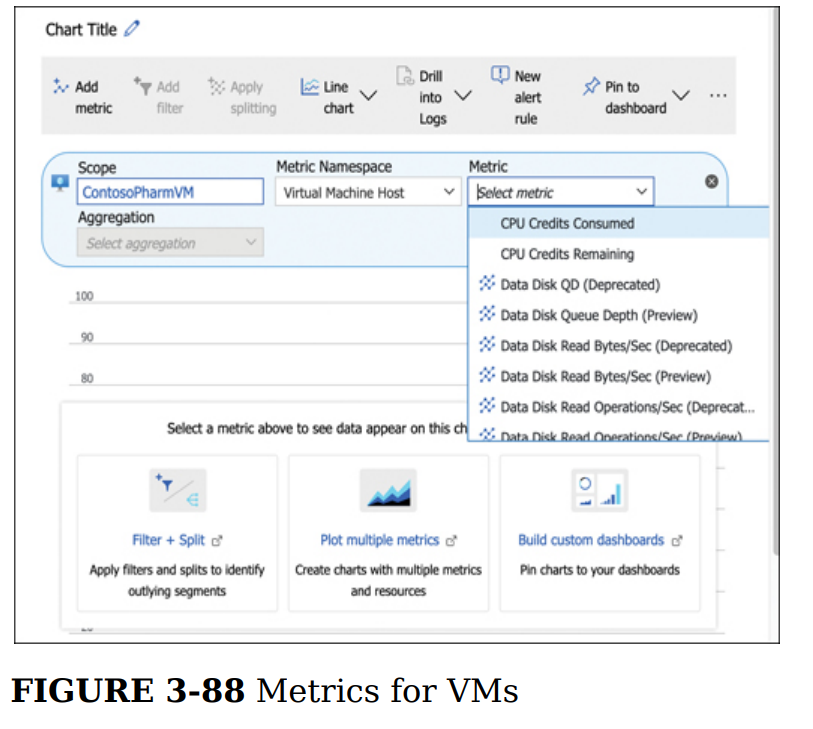 Chart Title
Add metric
Add filter
Apply splitting
Line chart
Drill into Logs
New alert rule
Pin to dashboard
...
Scope
ContosoPharmVM
Metric Namespace
Virtual Machine Host
Metric
Select metric
Aggregation
Select aggregation
CPU Credits Consumed
CPU Credits Remaining
Data Disk QD (Deprecated)
Data Disk Queue Depth (Preview)
Data Disk Read Bytes/Sec (Deprecated)
Data Disk Read Bytes/Sec (Preview)
Data Disk Read Operations/Sec (Deprecat...
Data Disk Read Operations/Sec (Preview)
100
90
80
Select a metric above to see data appear on this ch
Filter + Split
Apply filters and splits to identify
outlying segments
Plot multiple metrics
Create charts with multiple metrics
and resources
Build custom dashboards
Pin charts to your dashboards
FIGURE 3-88 Metrics for VMs